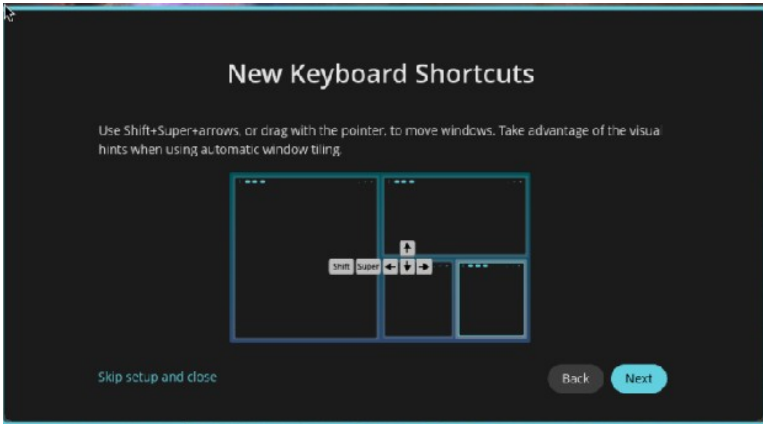 New Keyboard Shortcuts
Use Shift+Super+arrows, or drag with the pointer, to move windows. Take advantage of the visual
hints when using automatic window tiling.
Shift Super
Skip setup and close
Back
Next